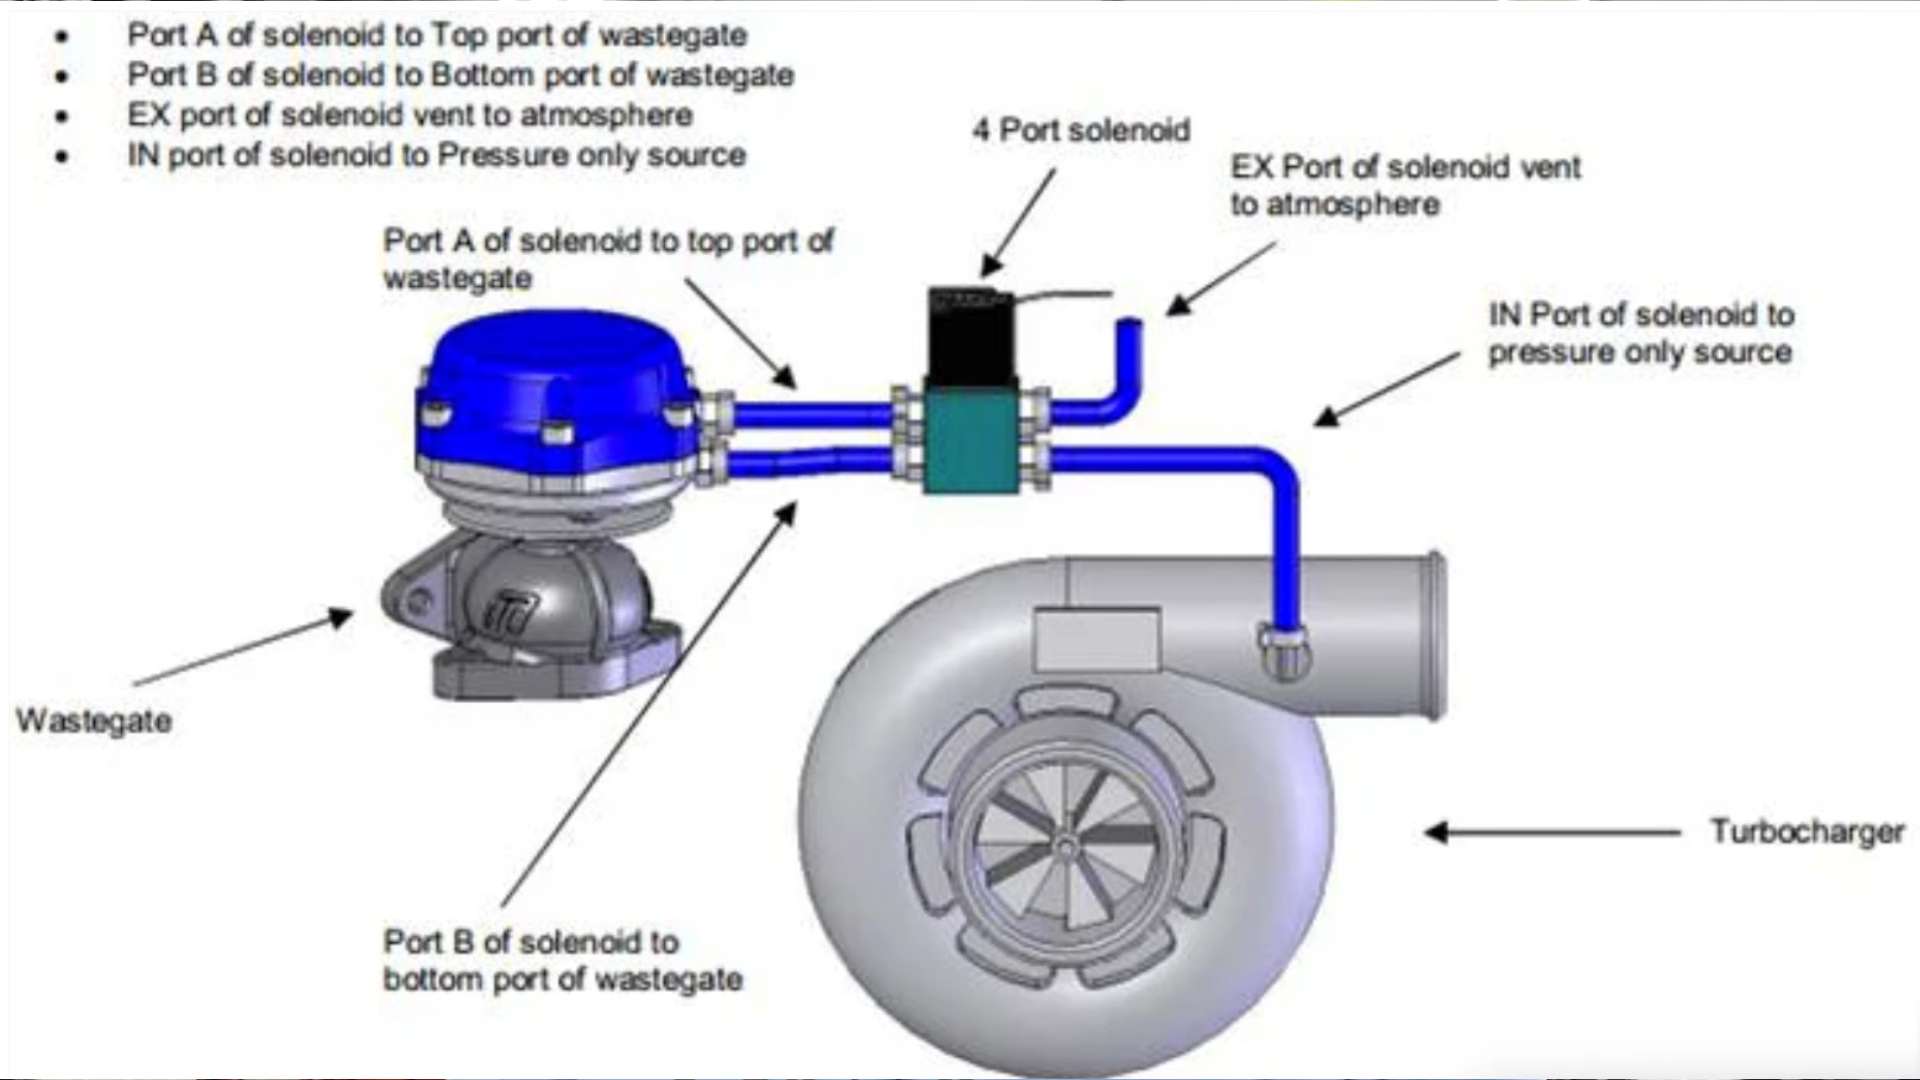 • Port A of solenoid to Top port of wastegate
• Port B of solenoid to Bottom port of wastegate
• EX port of solenoid vent to atmosphere
• IN port of solenoid to Pressure only source
4 Port solenoid
EX Port of solenoid vent
to atmosphere
Port A of solenoid to top port of
wastegate
IN Port of solenoid to
pressure only source
Wastegate
Turbocharger
Port B of solenoid to
bottom port of wastegate